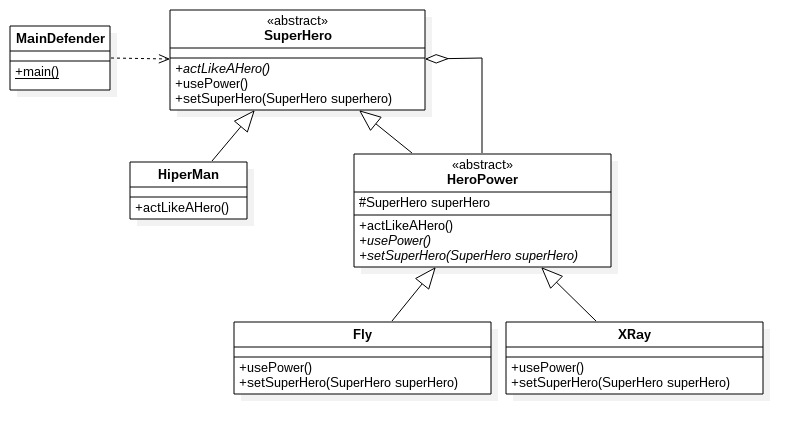 MainDefender
+main()
«abstract»
SuperHero
+actLikeAHero()
+usePower()
+setSuperHero(SuperHero superhero)
HiperMan
+actLikeAHero()
«abstract»
HeroPower
#SuperHero superHero
+actLikeAHero()
+usePower()
+setSuperHero(SuperHero superHero)
Fly
+usePower()
+setSuperHero(SuperHero superHero)
XRay
+usePower()
+setSuperHero(SuperHero superHero)